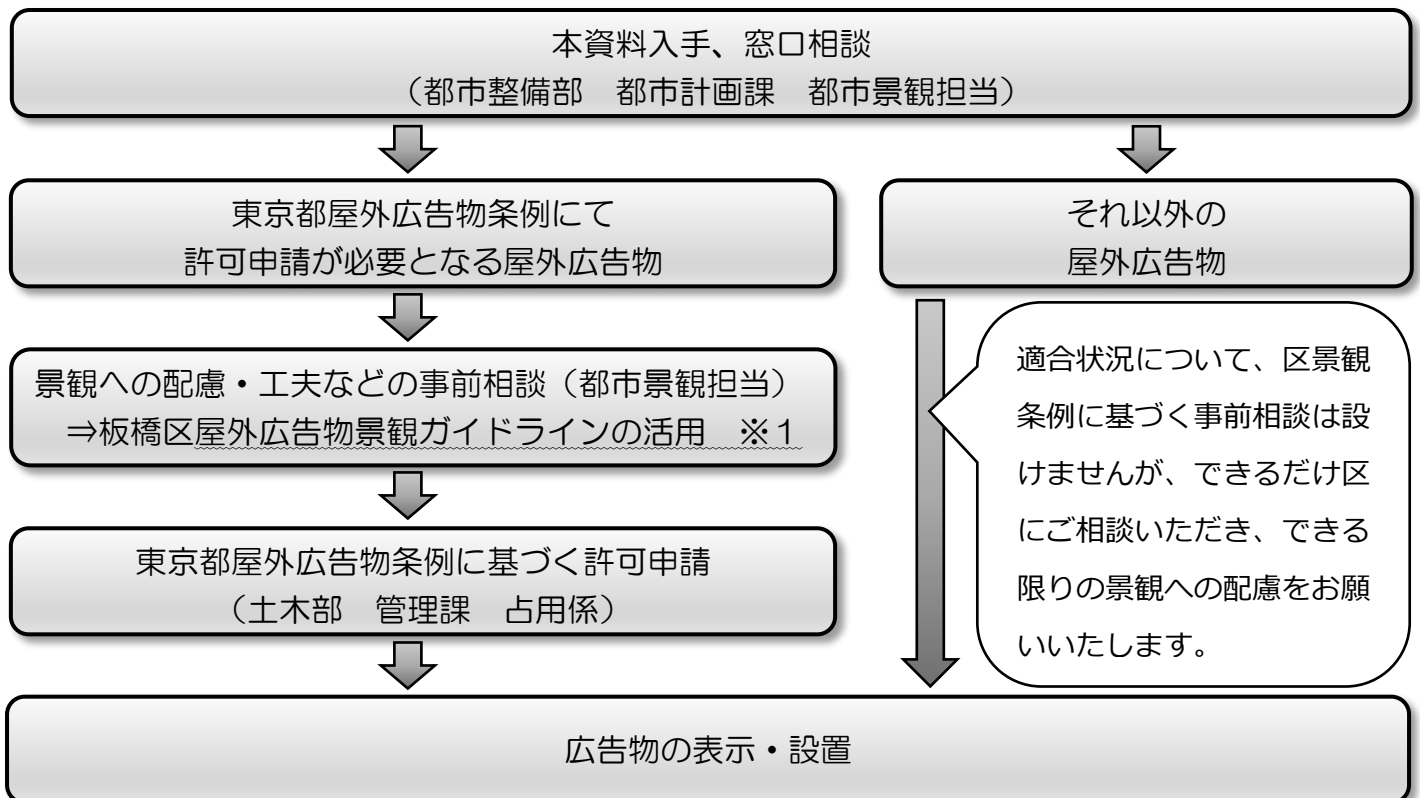 本資料入手、窓口相談
（都市整備部　都市計画課　都市景観担当）
東京都屋外広告物条例にて
許可申請が必要となる屋外広告物
それ以外の
屋外広告物
景観への配慮・工夫などの事前相談（都市景観担当）
⇒板橋区屋外広告物景観ガイドラインの活用　※１
適合状況について、区景観
条例に基づく事前相談は設
けませんが、できるだけ区
にご相談いただき、できる
限りの景観への配慮をお願
いいたします。
東京都屋外広告物条例に基づく許可申請
（土木部　管理課　占用係）
広告物の表示・設置